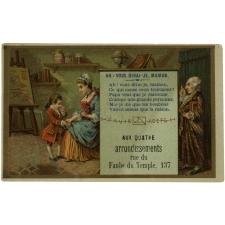 AH! VOUS DIRAI-JE, MAMAN.
Ah! vous dirai-je, maman,
Ce qui cause mon tourment?
Papa veut que je raisonne
Comme une grande personne.
Moi je dis que les bonbons
Valent mieux que la raison.
AUX QUATRE
arrondissements
rue du
Faubg du Temple, 137